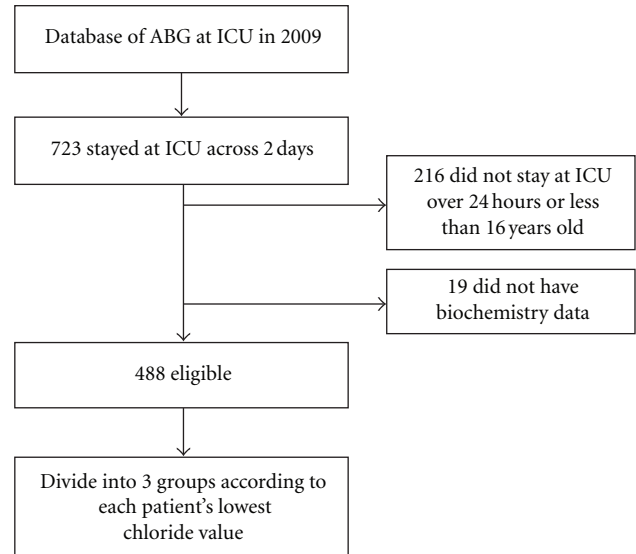 Database of ABG at ICU in 2009
723 stayed at ICU across 2 days
216 did not stay at ICU
over 24 hours or less
than 16 years old
19 did not have
biochemistry data
488 eligible
Divide into 3 groups according to
each patient's lowest
chloride value